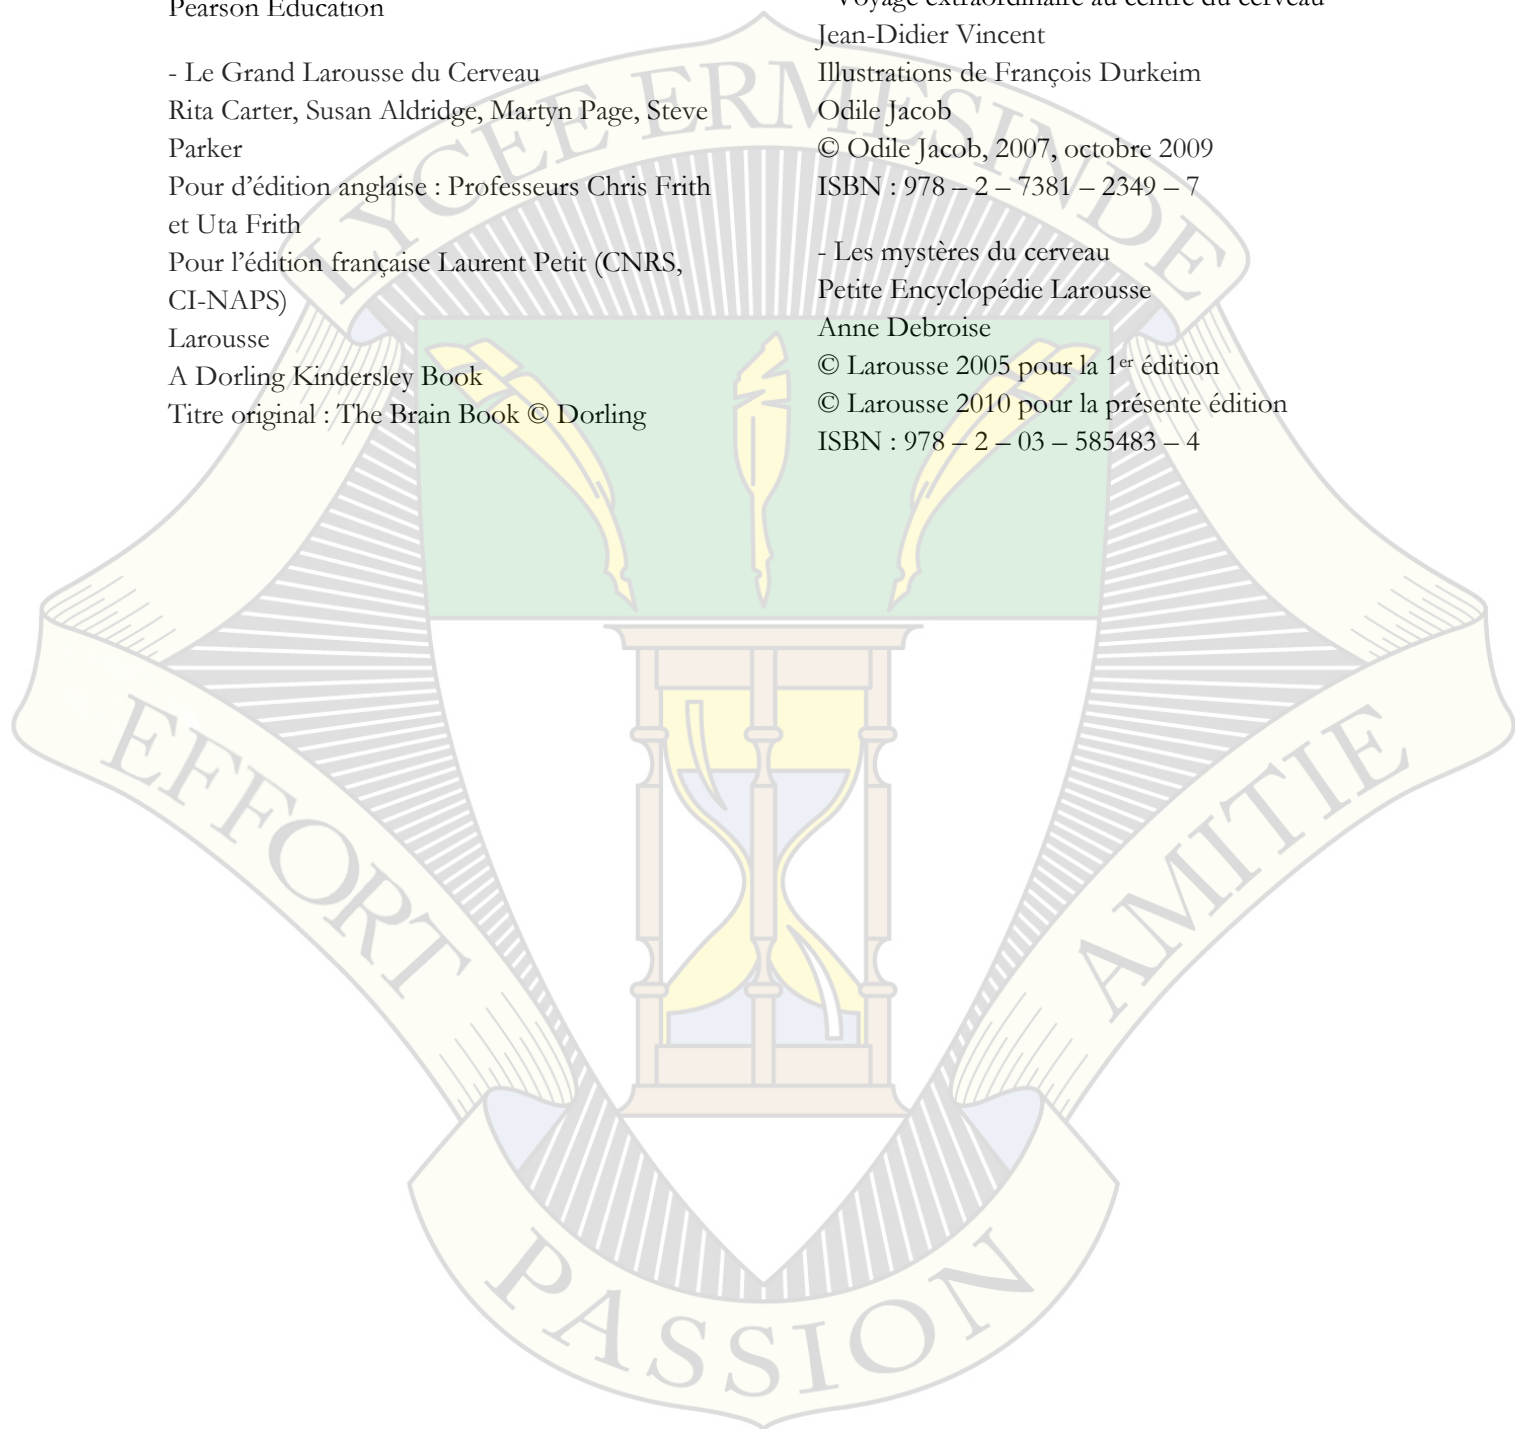 Pearson Education
- Le Grand Larousse du Cerveau
Rita Carter, Susan Aldridge, Martyn Page, Steve
Parker
Pour d'édition anglaise : Professeurs Chris Frith
et Uta Frith
Pour l'édition française Laurent Petit (CNRS,
CI-NAPS)
Larousse
A Dorling Kindersley Book
Titre original : The Brain Book © Dorling
Voyage extraordinaire au centre du cerveau
Jean-Didier Vincent
Illustrations de François Durkeim
Odile Jacob
© Odile Jacob, 2007, octobre 2009
ISBN : 978 – 2 – 7381 – 2349 – 7
- Les mystères du cerveau
Petite Encyclopédie Larousse
Anne Debroise
© Larousse 2005 pour la 1er édition
© Larousse 2010 pour la présente édition
ISBN : 978 – 2 – 03 – 585483 – 4
LYCEE ERMESINDE
EFFORT
AMITIE
PASSION